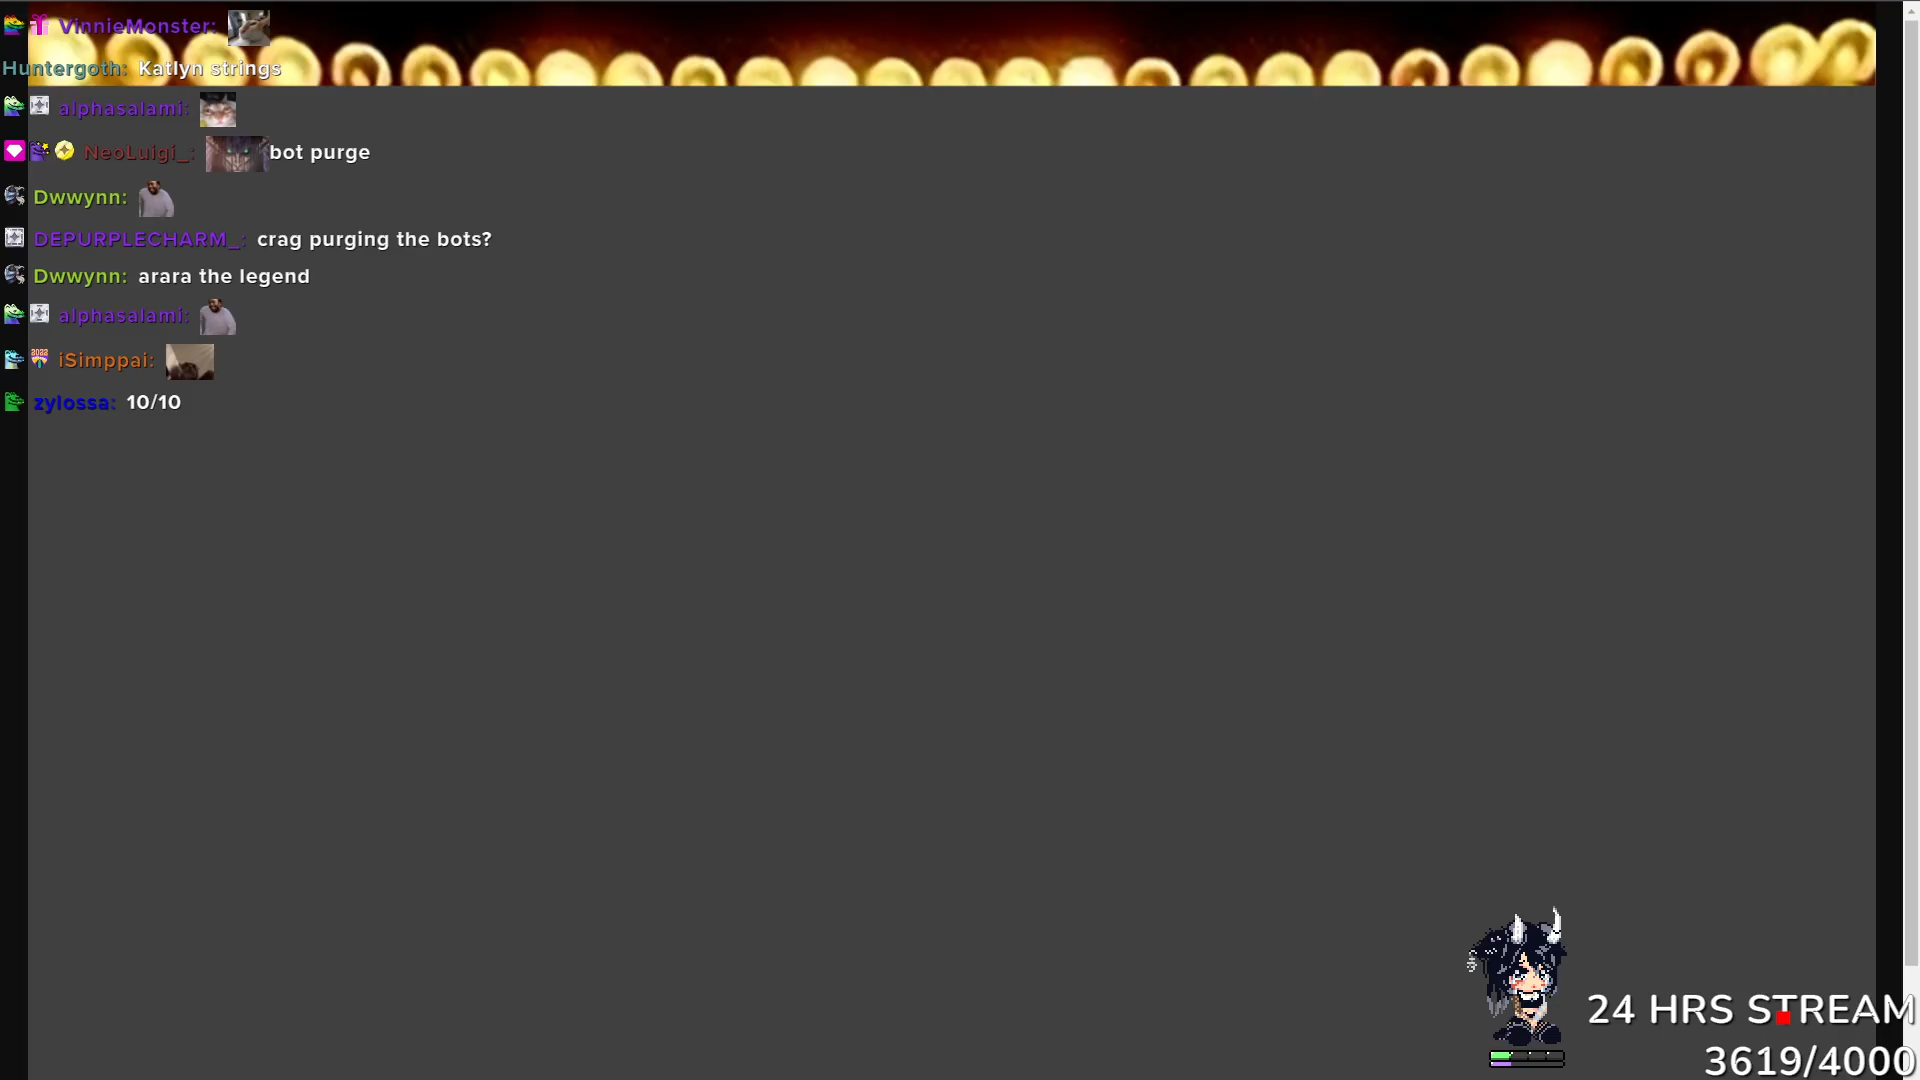 VinnieMonster:
Huntergoth: Katlyn strings
alphasalami:
NeoLuigi_: bot purge
Dwwynn:
DEPURPLECHARM_: crag purging the bots?
Dwwynn: arara the legend
alphasalami:
iSimppai:
zylossa: 10/10
24 HRS STREAM
3619/4000